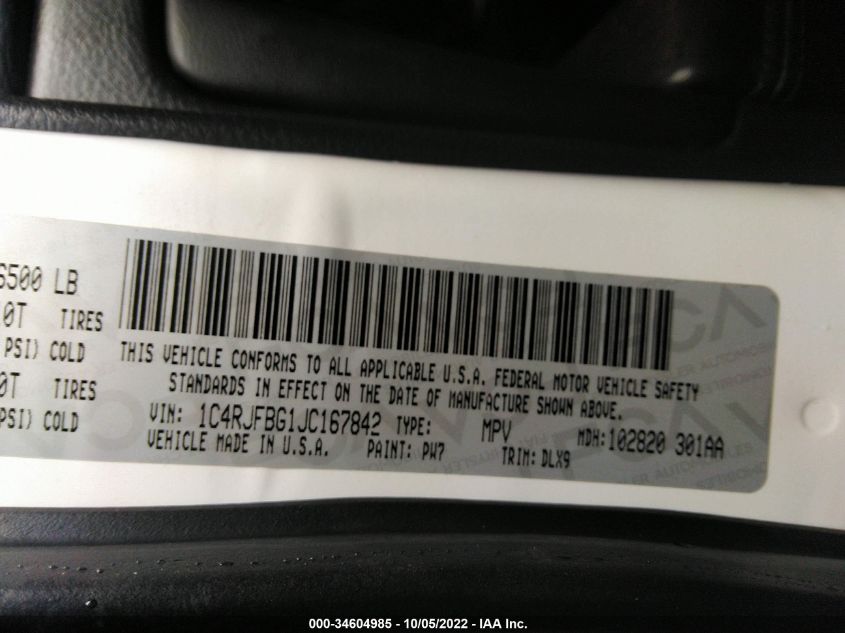 6500 LB
0T TIRES
PSI) COLD
0T TIRES
PSI) COLD
THIS VEHICLE CONFORMS TO ALL APPLICABLE U.S.A. FEDERAL MOTOR VEHICLE SAFETY
STANDARDS IN EFFECT ON THE DATE OF MANUFACTURE SHOWN ABOVE.
VIN: 1C4RJFBG1JC167842 TYPE: MPV MDH: 102820 301AA
VEHICLE MADE IN U.S.A. PAINT: PW7 TRIM: DLX9
000-34604985 - 10/05/2022 - IAA Inc.